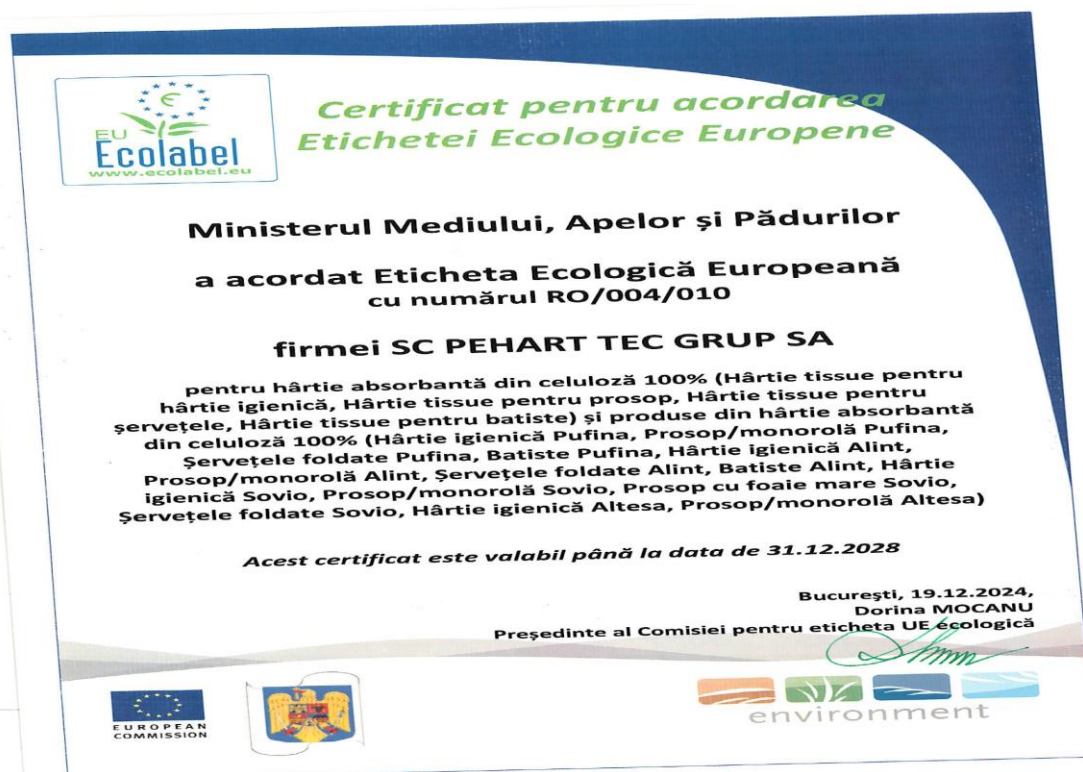 EU
Ecolabel
www.ecolabel.eu
Certificat pentru acordarea
Etichetei Ecologice Europene
Ministerul Mediului, Apelor și Pădurilor
a acordat Eticheta Ecologică Europeană
cu numărul RO/004/010
firmei SC PEHART TEC GRUP SA
pentru hârtie absorbantă din celuloză 100% (Hârtie tissue pentru
hârtie igienică, Hârtie tissue pentru prosop, Hârtie tissue pentru
șervețele, Hârtie tissue pentru batiste) și produse din hârtie absorbantă
din celuloză 100% (Hârtie igienică Pufina, Prosop/monorolă Pufina,
Șervețele foldate Pufina, Batiste Pufina, Hârtie igienică Alint,
Prosop/monorolă Alint, Șervețele foldate Alint, Batiste Alint, Hârtie
igienică Sovio, Prosop/monorolă Sovio, Prosop cu foaie mare Sovio,
Șervețele foldate Sovio, Hârtie igienică Altesa, Prosop/monorolă Altesa)
Acest certificat este valabil până la data de 31.12.2028
Bucureşti, 19.12.2024,
Dorina MOCANU
Președinte al Comisiei pentru eticheta UE ecologică
EUROPEAN
COMMISSION
environment